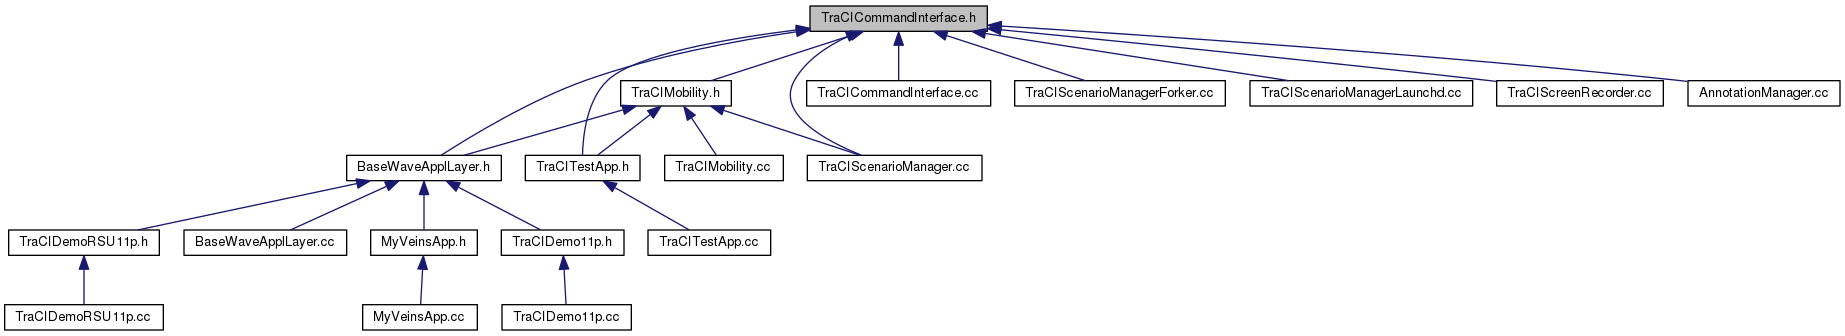 TraCICommandInterface.h
TraCIMobility.h
TraCICommandInterface.cc
TraCIScenarioManagerForker.cc
TraCIScenarioManagerLaunchd.cc
TraCIScreenRecorder.cc
AnnotationManager.cc
BaseWaveApplLayer.h
TraCITestApp.h
TraCIMobility.cc
TraCIScenarioManager.cc
TraCIDemoRSU11p.h
BaseWaveApplLayer.cc
MyVeinsApp.h
TraCIDemo11p.h
TraCITestApp.cc
TraCIDemoRSU11p.cc
MyVeinsApp.cc
TraCIDemo11p.cc